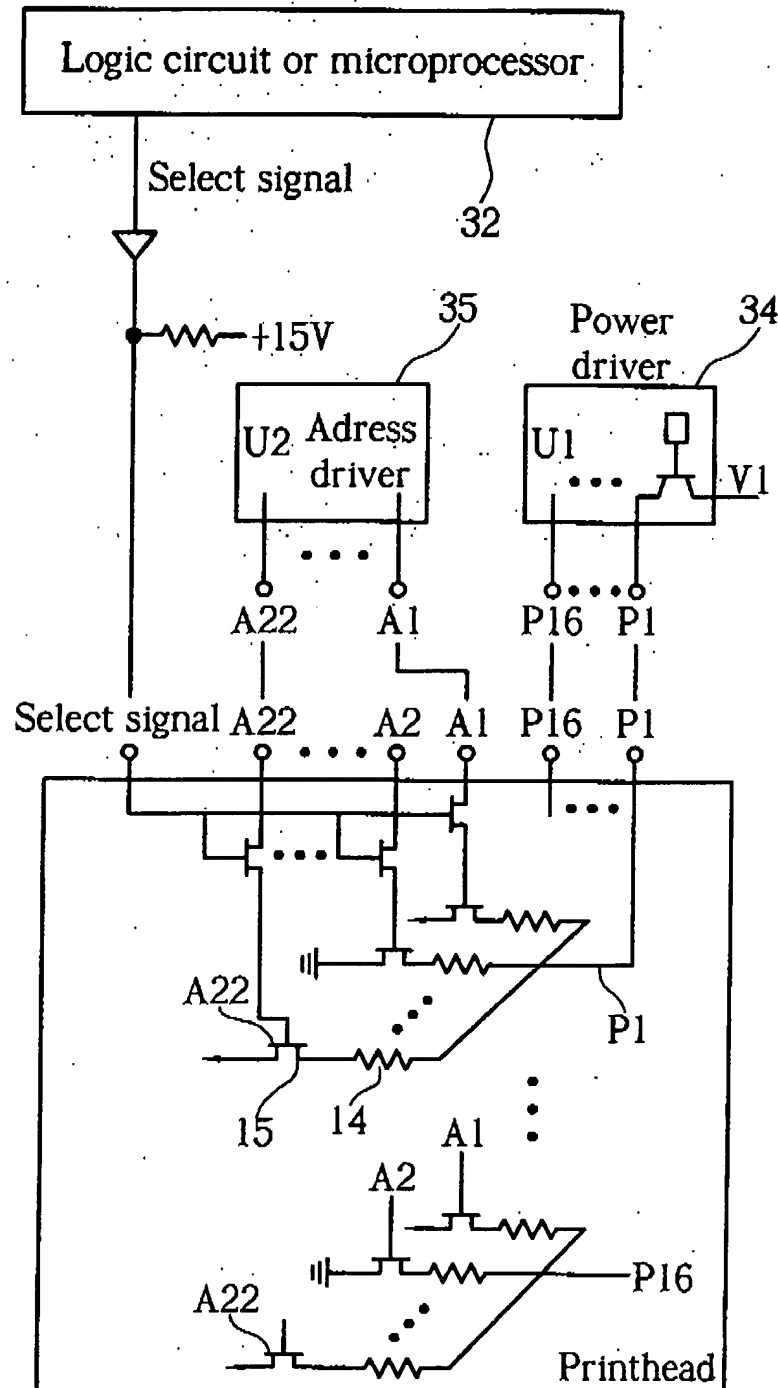 Logic circuit or microprocessor
Select signal
32
+15V
35
Power
driver
34
U2 Adress
driver
U1
V1
A22 A1 P16 P1
Select signal A22 A2 A1 P16 P1
A22
P1
15
14
A1
A2
P16
A22
Printhead